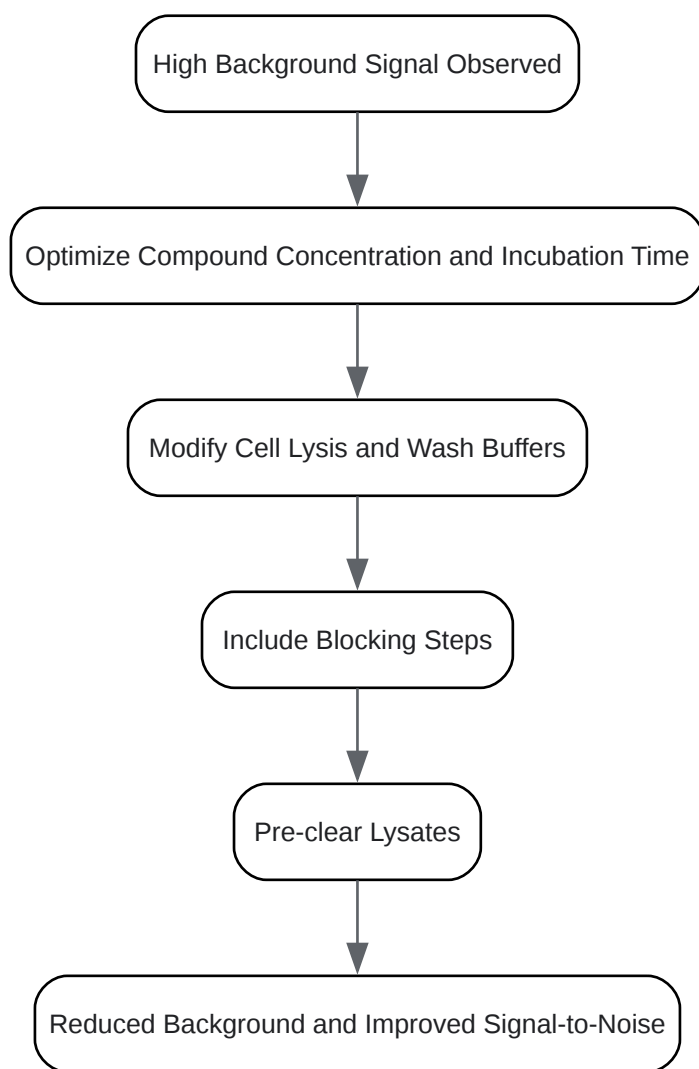 High Background Signal Observed
Optimize Compound Concentration and Incubation Time
Modify Cell Lysis and Wash Buffers
Include Blocking Steps
Pre-clear Lysates
Reduced Background and Improved Signal-to-Noise